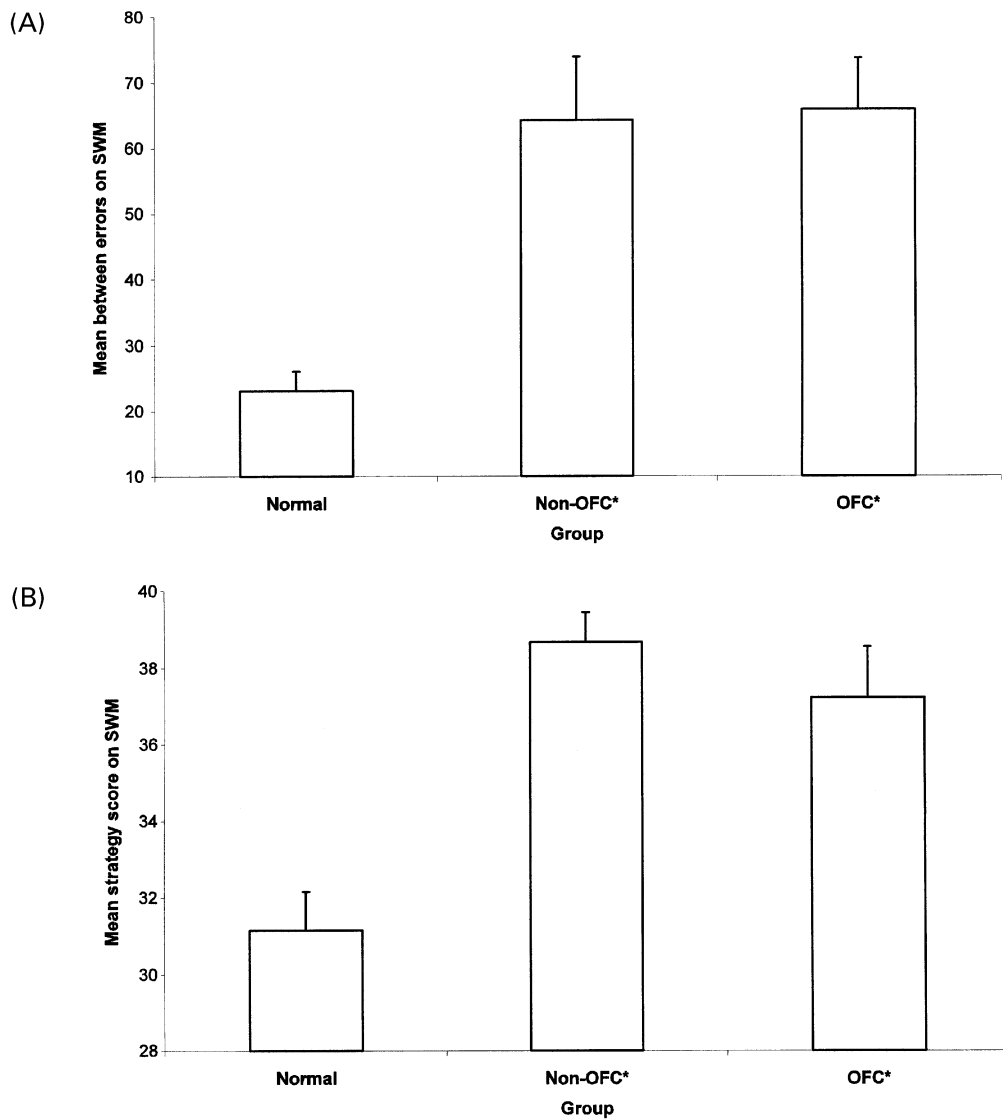 (A)
Mean between errors on SWM
80
70
60
50
40
30
20
10
Normal
Non-OFC*
OFC*
Group
(B)
Mean strategy score on SWM
40
38
36
34
32
30
28
Normal
Non-OFC*
OFC*
Group